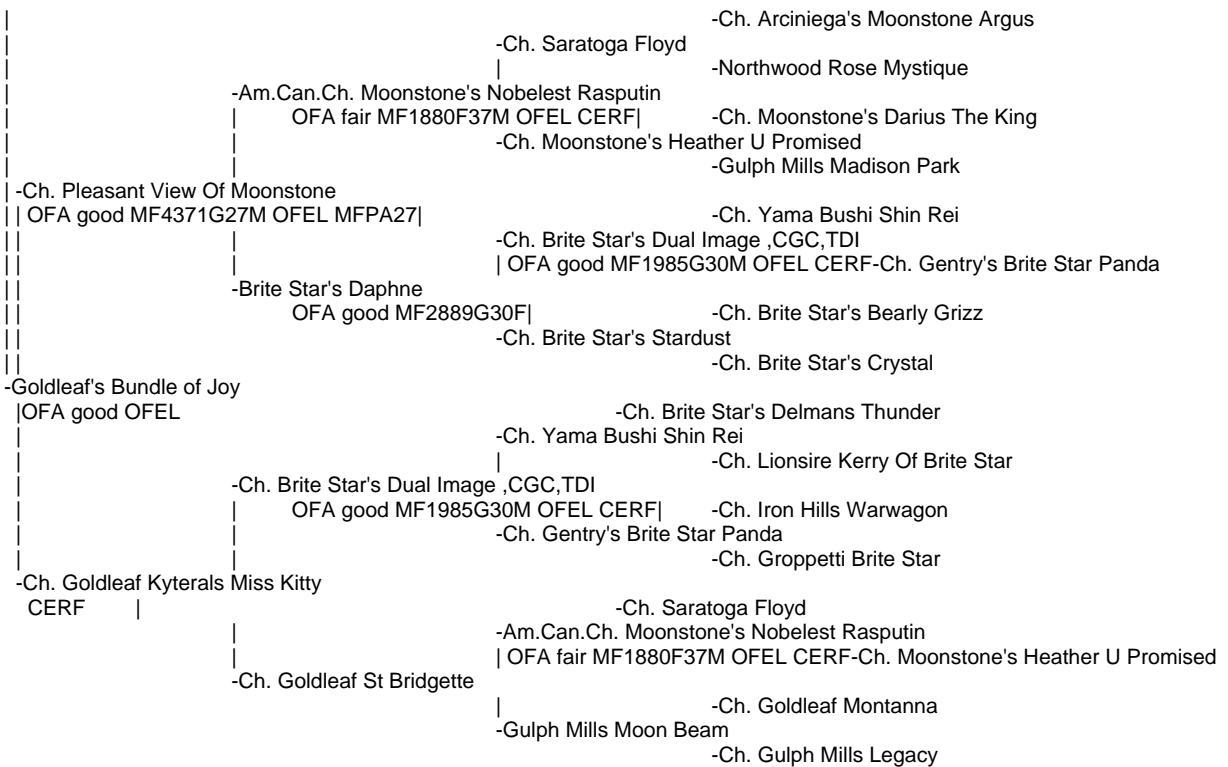 | -Ch. Arciniega's Moonstone Argus
| -Ch. Saratoga Floyd
| | -Northwood Rose Mystique
| -Am.Can.Ch. Moonstone's Nobelest Rasputin
| | OFA fair MF1880F37M OFEL CERF| -Ch. Moonstone's Darius The King
| | -Ch. Moonstone's Heather U Promised
| | -Gulph Mills Madison Park
| -Ch. Pleasant View Of Moonstone
| | OFA good MF4371G27M OFEL MFPA27| -Ch. Yama Bushi Shin Rei
| | | -Ch. Brite Star's Dual Image ,CGC,TDI
| | | | OFA good MF1985G30M OFEL CERF-Ch. Gentry's Brite Star Panda
| | -Brite Star's Daphne
| | OFA good MF2889G30F| -Ch. Brite Star's Bearly Grizz
| | -Ch. Brite Star's Stardust
| | -Ch. Brite Star's Crystal
-Goldleaf's Bundle of Joy
|OFA good OFEL -Ch. Brite Star's Delmans Thunder
| -Ch. Yama Bushi Shin Rei
| | -Ch. Lionsire Kerry Of Brite Star
| -Ch. Brite Star's Dual Image ,CGC,TDI
| | OFA good MF1985G30M OFEL CERF| -Ch. Iron Hills Warwagon
| | -Ch. Gentry's Brite Star Panda
| | -Ch. Groppetti Brite Star
-Ch. Goldleaf Kyterals Miss Kitty
CERF | -Ch. Saratoga Floyd
| -Am.Can.Ch. Moonstone's Nobelest Rasputin
| | OFA fair MF1880F37M OFEL CERF-Ch. Moonstone's Heather U Promised
-Ch. Goldleaf St Bridgette
| -Ch. Goldleaf Montanna
-Gulph Mills Moon Beam
-Ch. Gulph Mills Legacy